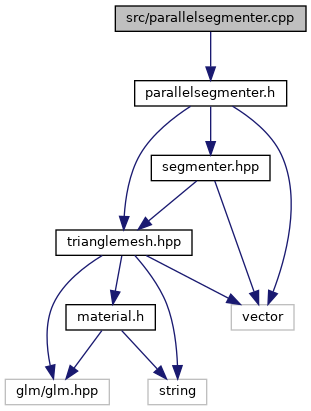 src/parallelsegmenter.cpp
parallelsegmenter.h
segmenter.hpp
trianglemesh.hpp
material.h
vector
glm/glm.hpp
string